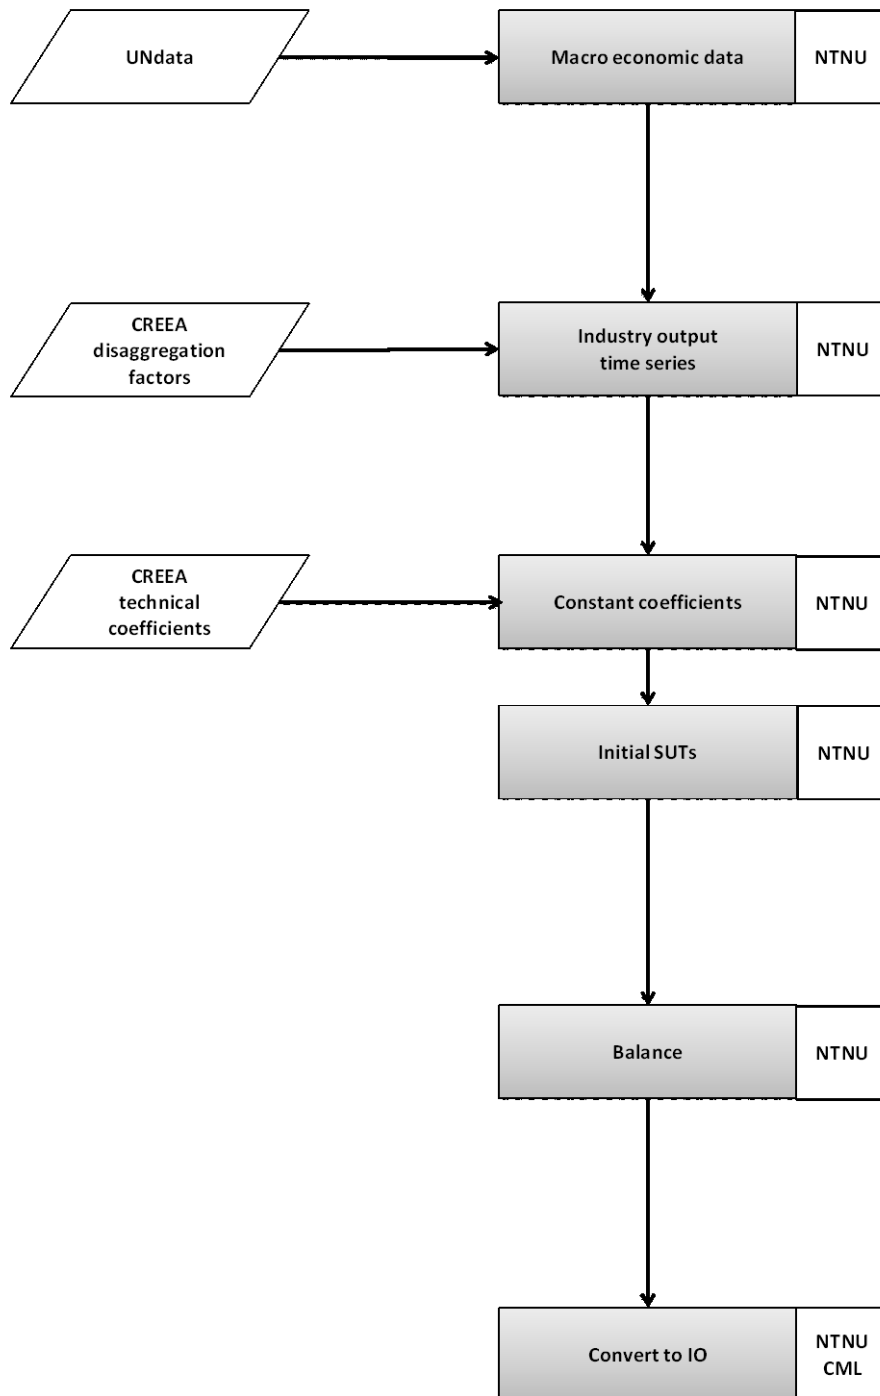 UNdata
Macro economic data
NTNU
CREEA
disaggregation
factors
Industry output
time series
NTNU
CREEA
technical
coefficients
Constant coefficients
NTNU
Initial SUTs
NTNU
Balance
NTNU
Convert to IO
NTNU
CML